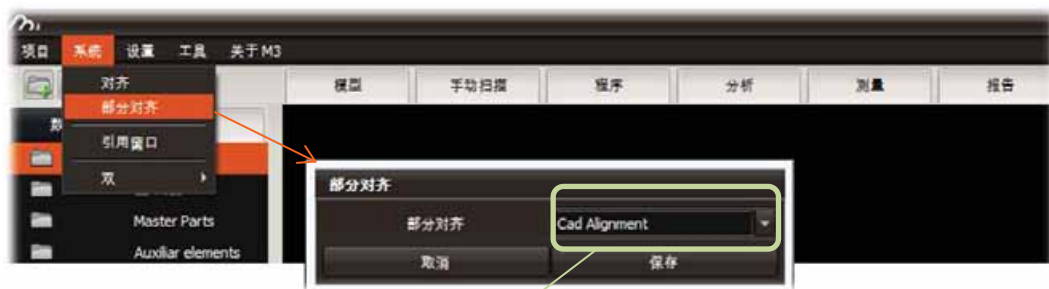 项目 系统 设置 工具 关于M3
对齐
部分对齐
引用窗口
双
模型 手动扫描 程序 分析 测量 报告
Master Parts
Auxiliar elements
部分对齐
部分对齐 Cad Alignment
取消 保存